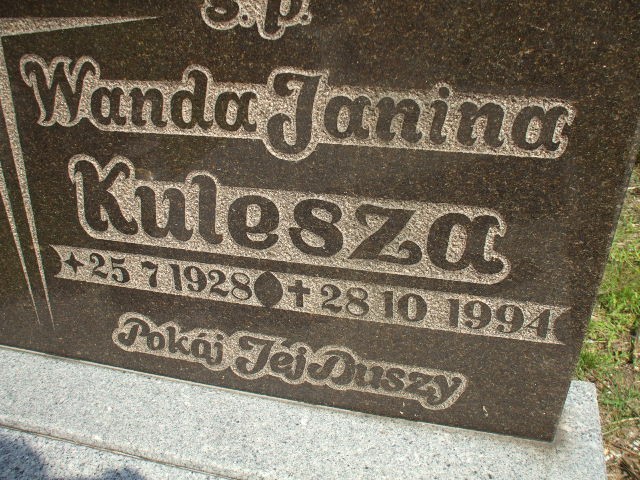 ś.p.
Wanda Janina
Kulesza
25 7 1928 28 10 1994
Pokój Jej Duszy